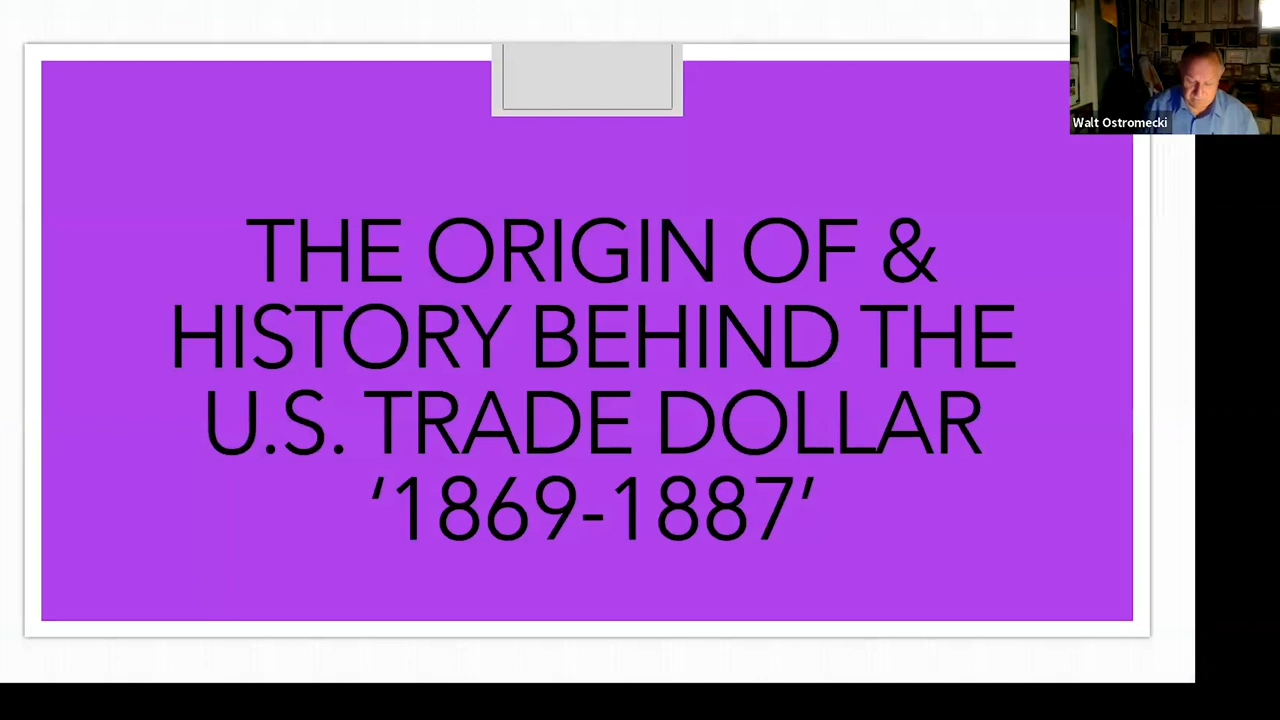 Walt Ostromecki
THE ORIGIN OF &
HISTORY BEHIND THE
U.S. TRADE DOLLAR
‘1869-1887’